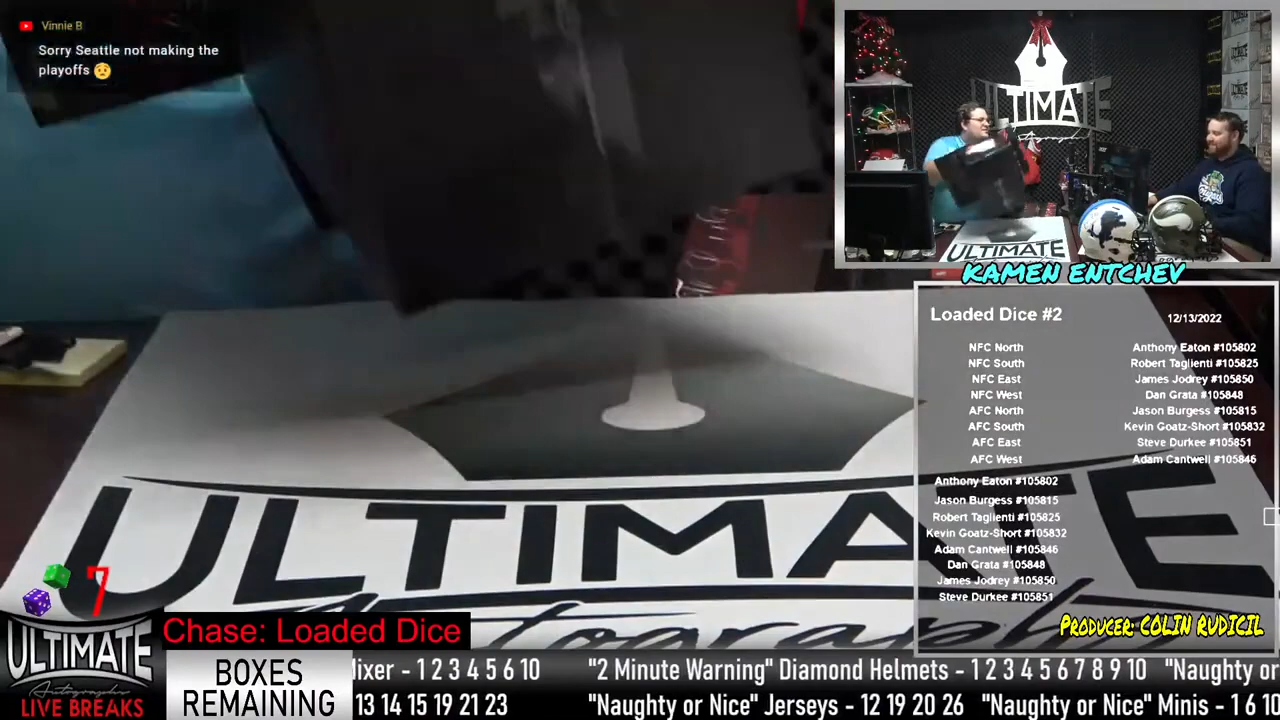 Vinnie B
Sorry Seattle not making the
playoffs 😟
ULTIMATE
ULTIMATE
KAMEN ENTCHEV
Loaded Dice #2
12/13/2022
NFC North Anthony Eaton #105802
NFC South Robert Taglienti #105825
NFC East James Jodrey #105850
NFC West Dan Grata #105848
AFC North Jason Burgess #105815
AFC South Kevin Goatz-Short #105832
AFC East Steve Durkee #105851
AFC West Adam Cantwell #105846
Anthony Eaton #105802
Jason Burgess #105815
Robert Taglienti #105825
Kevin Goatz-Short #105832
Adam Cantwell #105846
Dan Grata #105848
James Jodrey #105850
Steve Durkee #105851
PRODUCER: COLIN RUDICIL
ULTIMATE
Autographs
7
ULTIMATE
Autographs
LIVE BREAKS
Chase: Loaded Dice
BOXES
REMAINING
Mixer - 1 2 3 4 5 6 10 "2 Minute Warning" Diamond Helmets - 1 2 3 4 5 6 7 8 9 10 "Naughty or
13 14 15 19 21 23 "Naughty or Nice" Jerseys - 12 19 20 26 "Naughty or Nice" Minis - 1 6 10